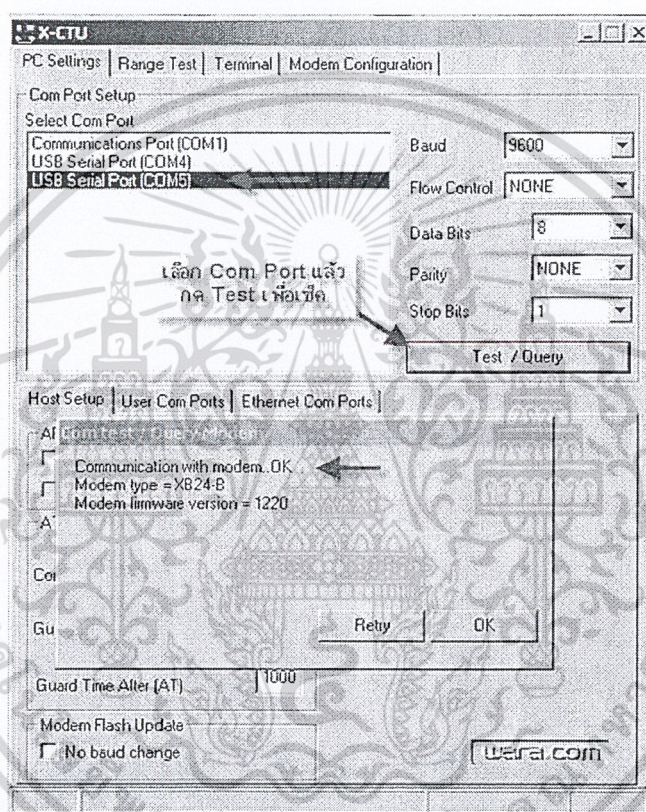 X-CTU
PC Settings Range Test Terminal Modem Configuration
Com Port Setup
Select Com Port
Communications Port (COM1)
USB Serial Port (COM4)
USB Serial Port (COM5)
Baud 9600
Flow Control NONE
Data Bits 8
Parity NONE
Stop Bits 1
Test / Query
เลือก Com Port แล้ว
กด Test เพื่อเช็ค
Host Setup User Com Ports Ethernet Com Ports
Com test / Query Modem
Communication with modem..OK
Modem type = XB24-B
Modem firmware version = 1220
Retry OK
Guard Time After (AT) 1000
Modem Flash Update
No baud change